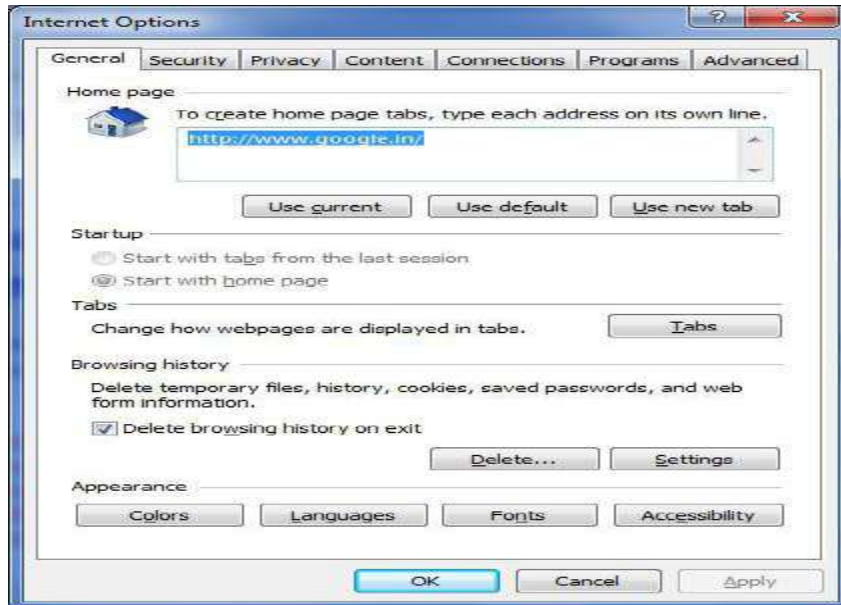 Internet Options
General Security Privacy Content Connections Programs Advanced
Home page
To create home page tabs, type each address on its own line.
http://www.google.in/
Use current Use default Use new tab
Startup
Start with tabs from the last session
Start with home page
Tabs
Change how webpages are displayed in tabs. Tabs
Browsing history
Delete temporary files, history, cookies, saved passwords, and web
form information.
Delete browsing history on exit
Delete... Settings
Appearance
Colors Languages Fonts Accessibility
OK Cancel Apply